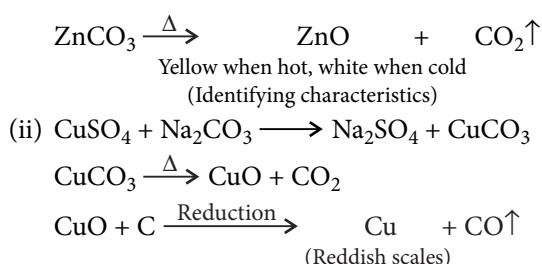 ZnCO₃ —Δ→ ZnO + CO₂↑
Yellow when hot, white when cold
(Identifying characteristics)
(ii) CuSO₄ + Na₂CO₃ ⟶ Na₂SO₄ + CuCO₃
CuCO₃ —Δ→ CuO + CO₂
CuO + C —Reduction→ Cu + CO↑
(Reddish scales)